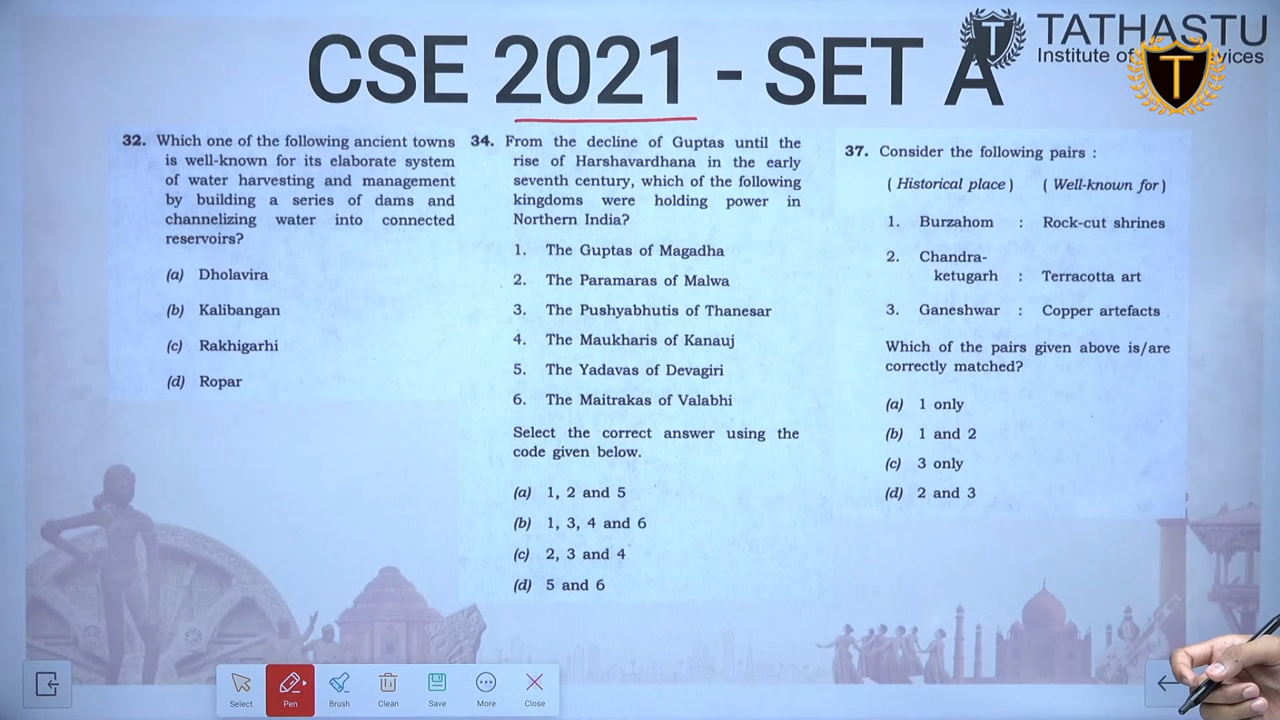 CSE 2021 - SET A
TATHASTU
Institute of
vices
T
T
32. Which one of the following ancient towns
is well-known for its elaborate system
of water harvesting and management
by building a series of dams and
channelizing water into connected
reservoirs?
(a) Dholavira
(b) Kalibangan
(c) Rakhigarhi
(d) Ropar
34. From the decline of Guptas until the
rise of Harshavardhana in the early
seventh century, which of the following
kingdoms were holding power in
Northern India?
1. The Guptas of Magadha
2. The Paramaras of Malwa
3. The Pushyabhutis of Thanesar
4. The Maukharis of Kanauj
5. The Yadavas of Devagiri
6. The Maitrakas of Valabhi
Select the correct answer using the
code given below.
(a) 1, 2 and 5
(b) 1, 3, 4 and 6
(c) 2, 3 and 4
(d) 5 and 6
37. Consider the following pairs :
( Historical place ) ( Well-known for )
1. Burzahom : Rock-cut shrines
2. Chandra-
ketugarh : Terracotta art
3. Ganeshwar : Copper artefacts
Which of the pairs given above is/are
correctly matched?
(a) 1 only
(b) 1 and 2
(c) 3 only
(d) 2 and 3
Select
Pen
Brush
Clean
Save
More
Close